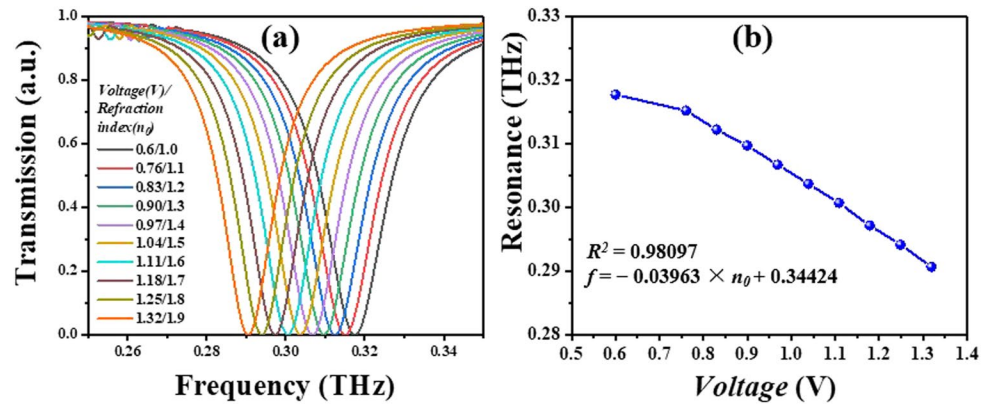 (a)
Transmission (a.u.)
1.0
0.8
0.6
0.4
0.2
0.0
Voltage(V)/
Refraction
index(n₀)
0.6/1.0
0.76/1.1
0.83/1.2
0.90/1.3
0.97/1.4
1.04/1.5
1.11/1.6
1.18/1.7
1.25/1.8
1.32/1.9
0.26 0.28 0.30 0.32 0.34
Frequency (THz)
(b)
Resonance (THz)
0.33
0.32
0.31
0.30
0.29
0.28
R² = 0.98097
f = − 0.03963 × n₀ + 0.34424
0.5 0.6 0.7 0.8 0.9 1.0 1.1 1.2 1.3 1.4
Voltage (V)